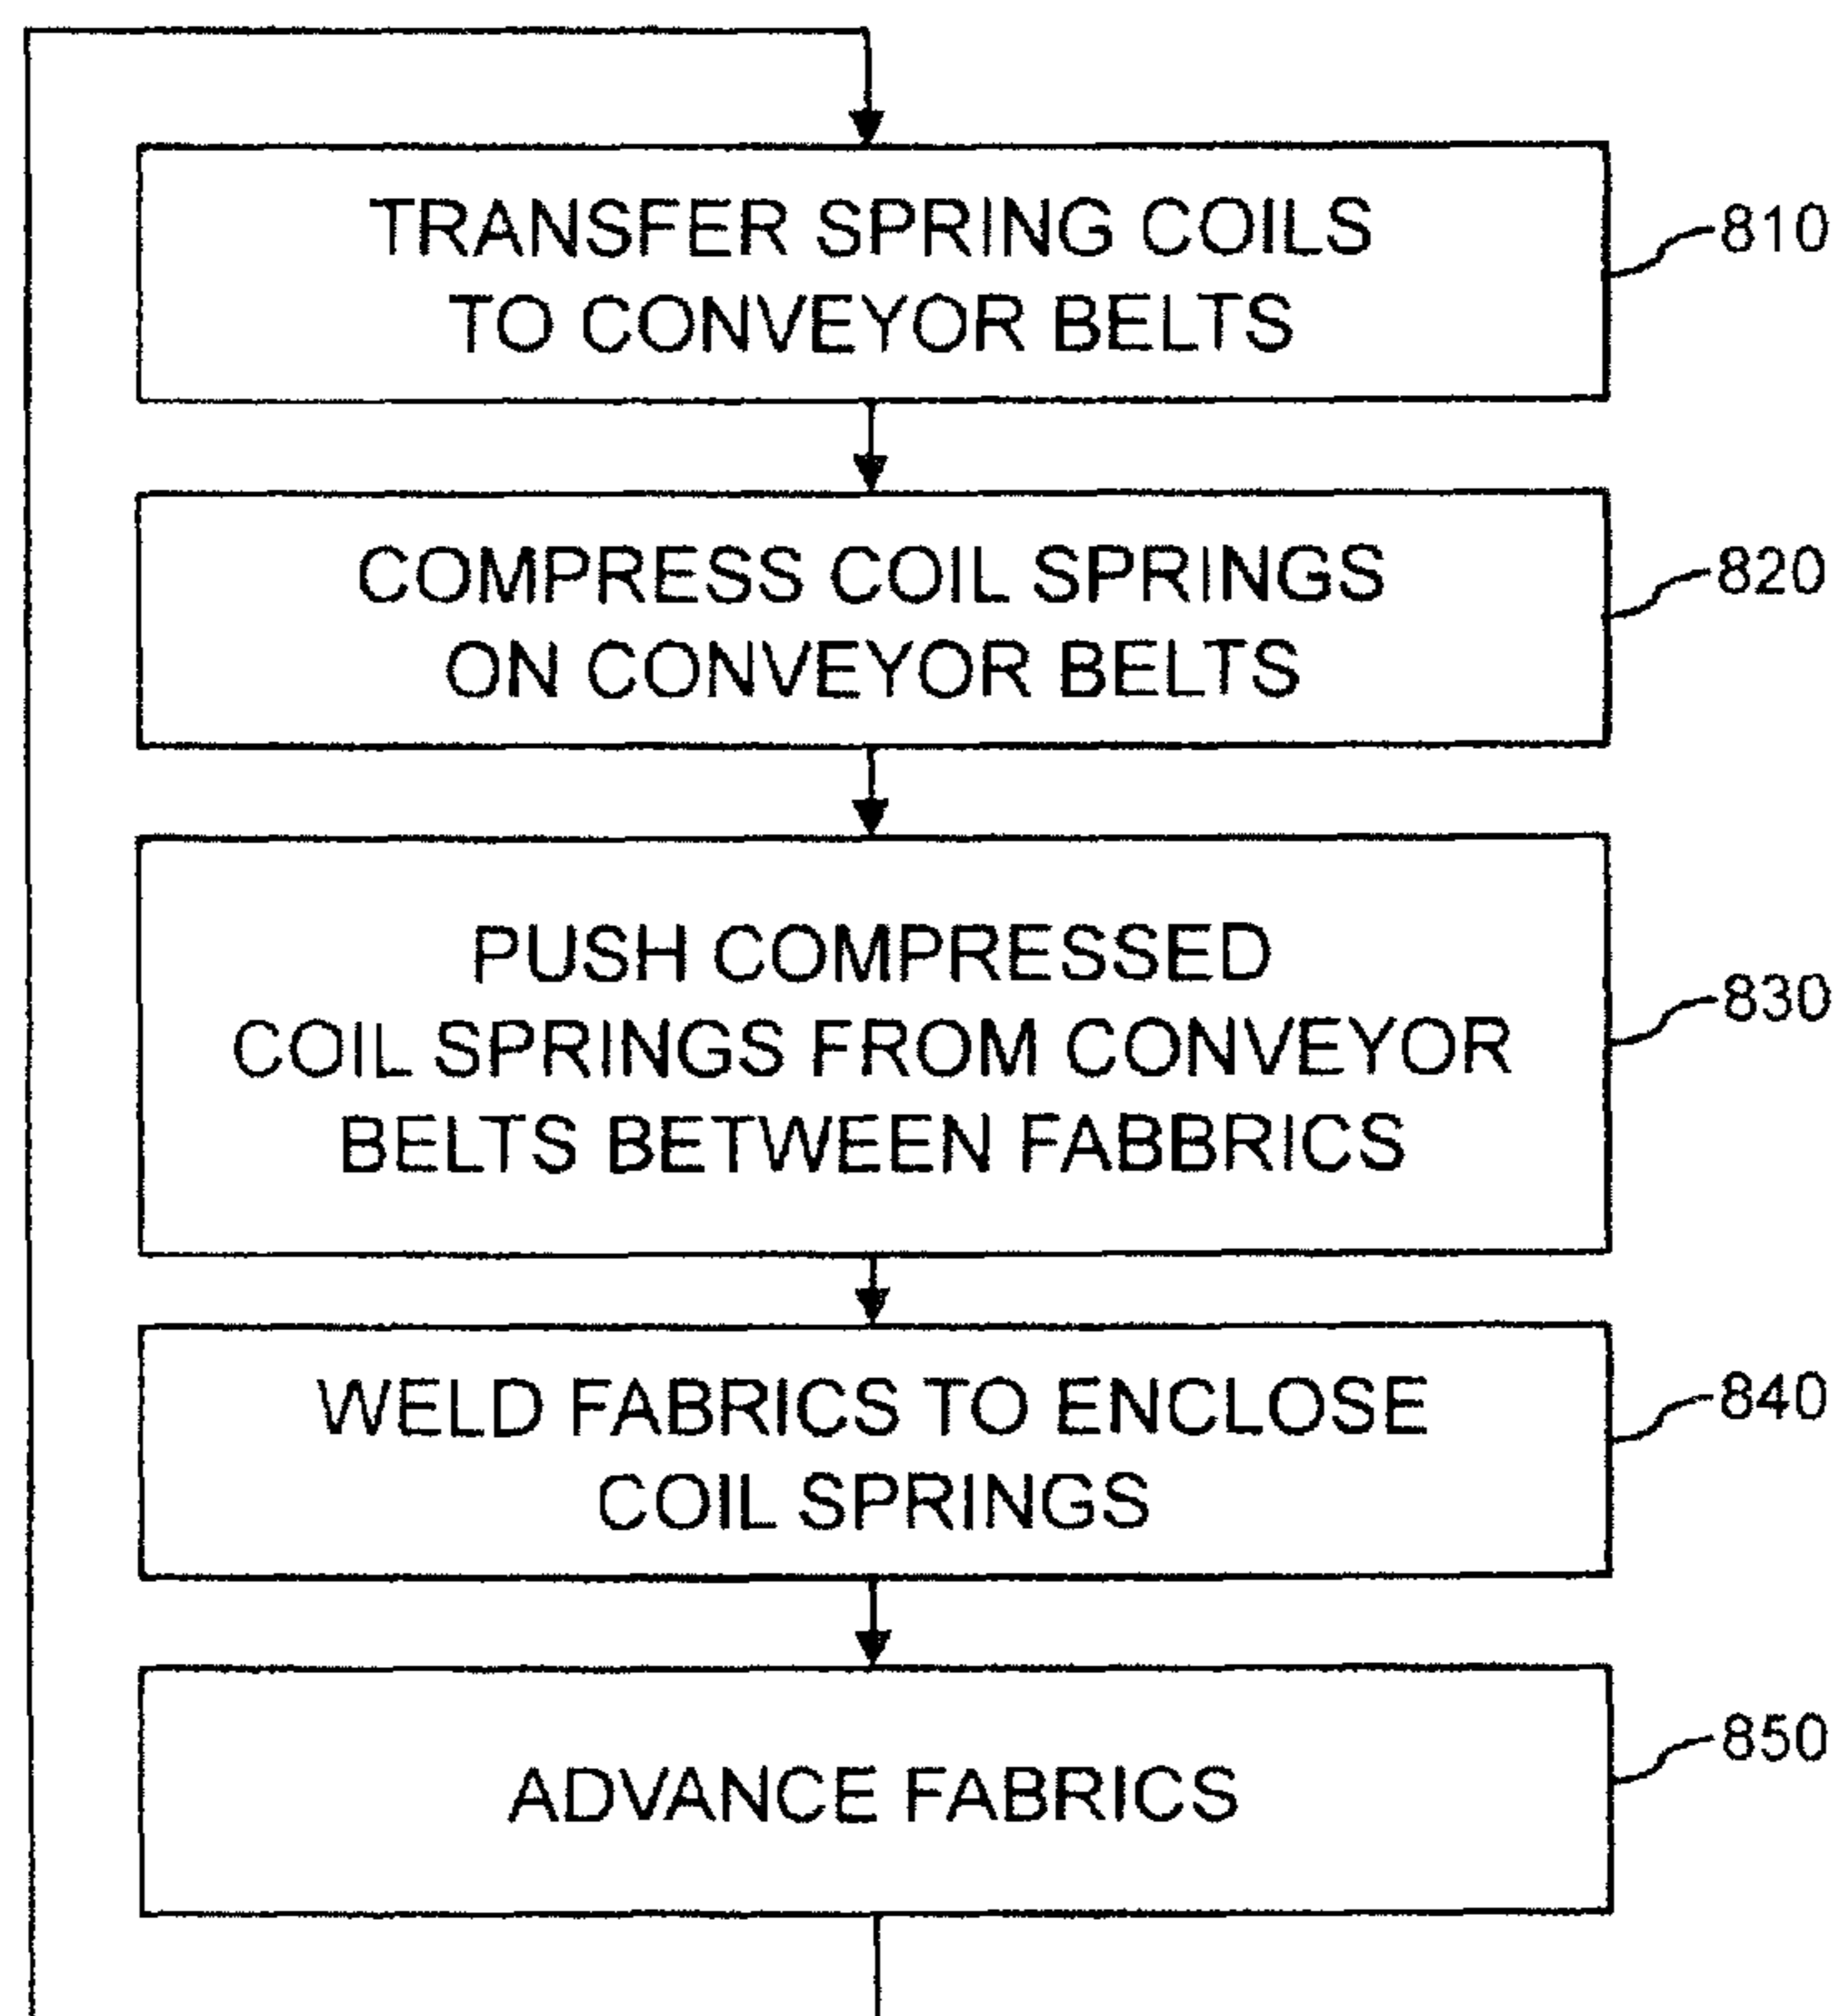 TRANSFER SPRING COILS
TO CONVEYOR BELTS
810
COMPRESS COIL SPRINGS
ON CONVEYOR BELTS
820
PUSH COMPRESSED
COIL SPRINGS FROM CONVEYOR
BELTS BETWEEN FABBRICS
830
WELD FABRICS TO ENCLOSE
COIL SPRINGS
840
ADVANCE FABRICS
850